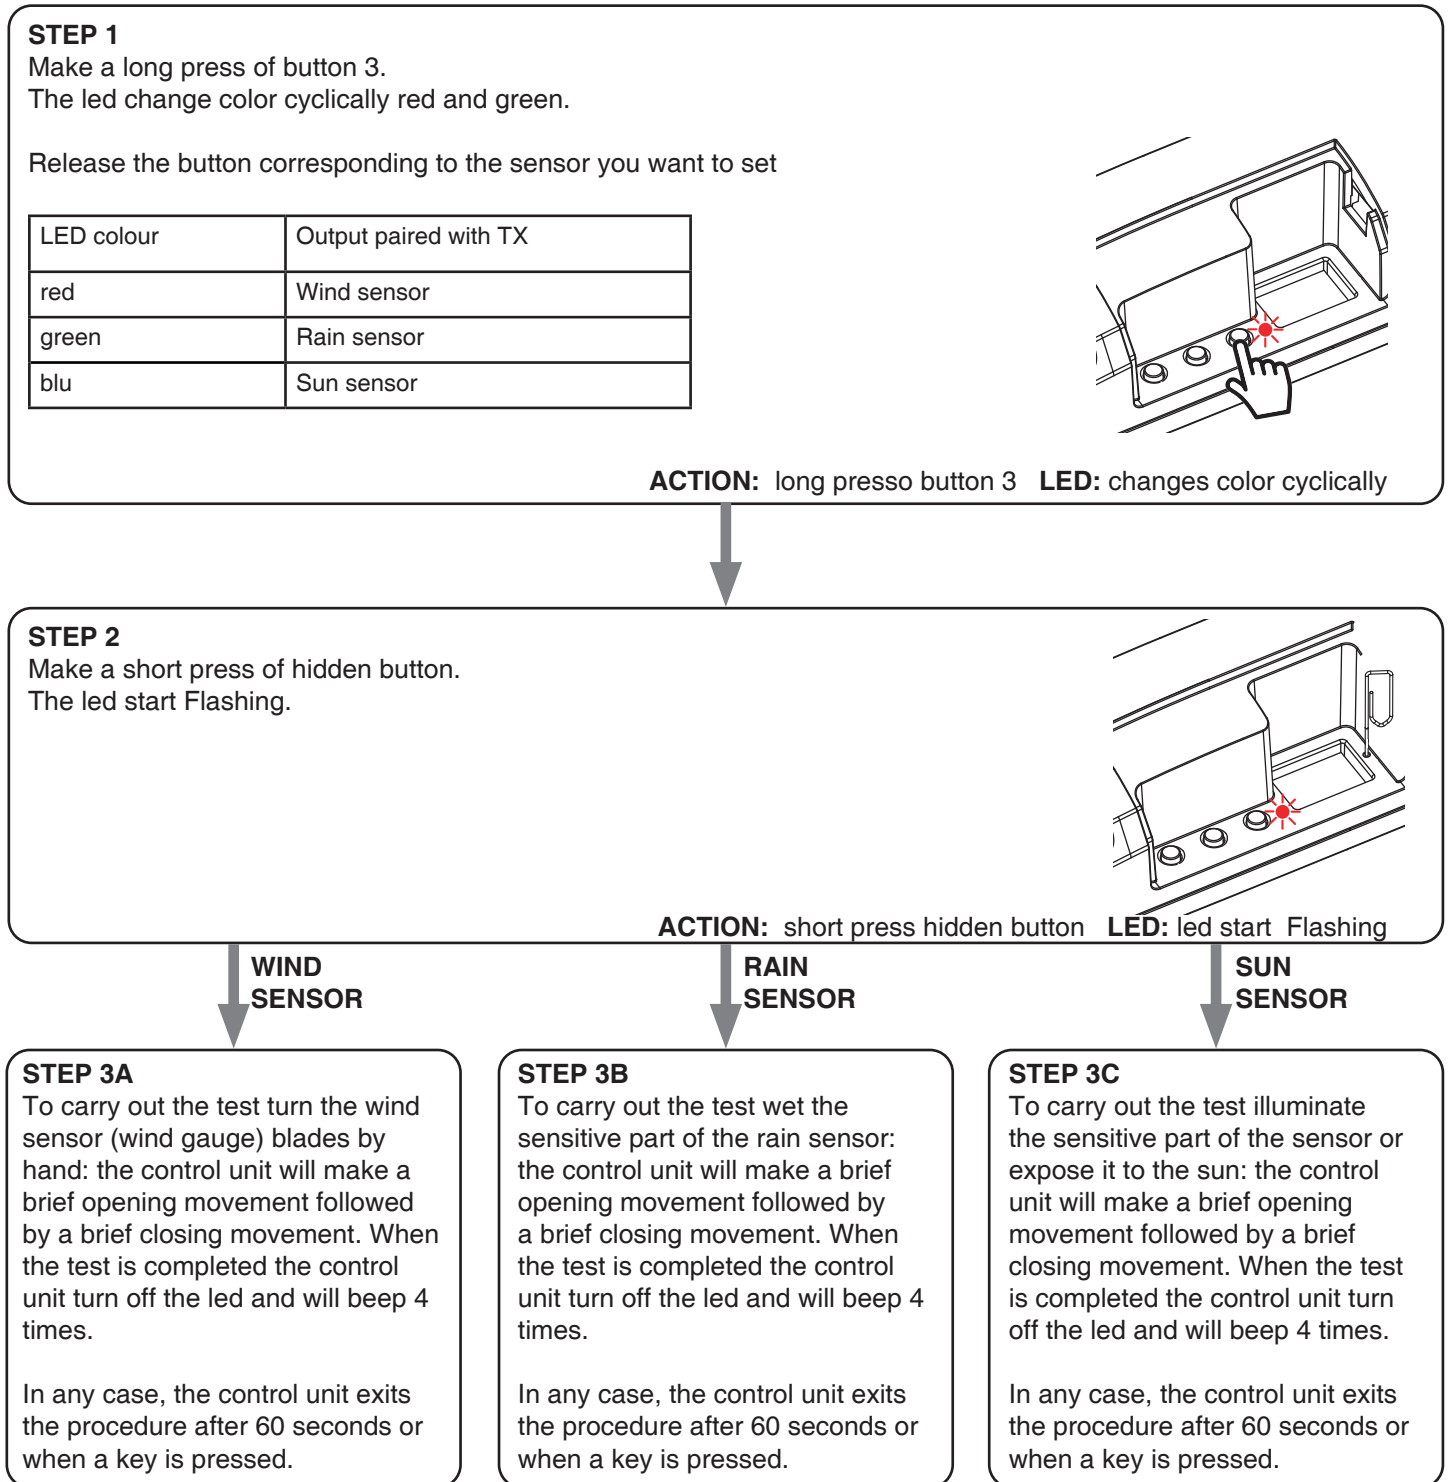 STEP 1
Make a long press of button 3.
The led change color cyclically red and green.
Release the button corresponding to the sensor you want to set
LED colour Output paired with TX
red Wind sensor
green Rain sensor
blu Sun sensor
ACTION: long presso button 3 LED: changes color cyclically
STEP 2
Make a short press of hidden button.
The led start Flashing.
ACTION: short press hidden button LED: led start Flashing
WIND
SENSOR
RAIN
SENSOR
SUN
SENSOR
STEP 3A
To carry out the test turn the wind
sensor (wind gauge) blades by
hand: the control unit will make a
brief opening movement followed
by a brief closing movement. When
the test is completed the control
unit turn off the led and will beep 4
times.
In any case, the control unit exits
the procedure after 60 seconds or
when a key is pressed.
STEP 3B
To carry out the test wet the
sensitive part of the rain sensor:
the control unit will make a brief
opening movement followed by
a brief closing movement. When
the test is completed the control
unit turn off the led and will beep 4
times.
In any case, the control unit exits
the procedure after 60 seconds or
when a key is pressed.
STEP 3C
To carry out the test illuminate
the sensitive part of the sensor or
expose it to the sun: the control
unit will make a brief opening
movement followed by a brief
closing movement. When the test
is completed the control unit turn
off the led and will beep 4 times.
In any case, the control unit exits
the procedure after 60 seconds or
when a key is pressed.